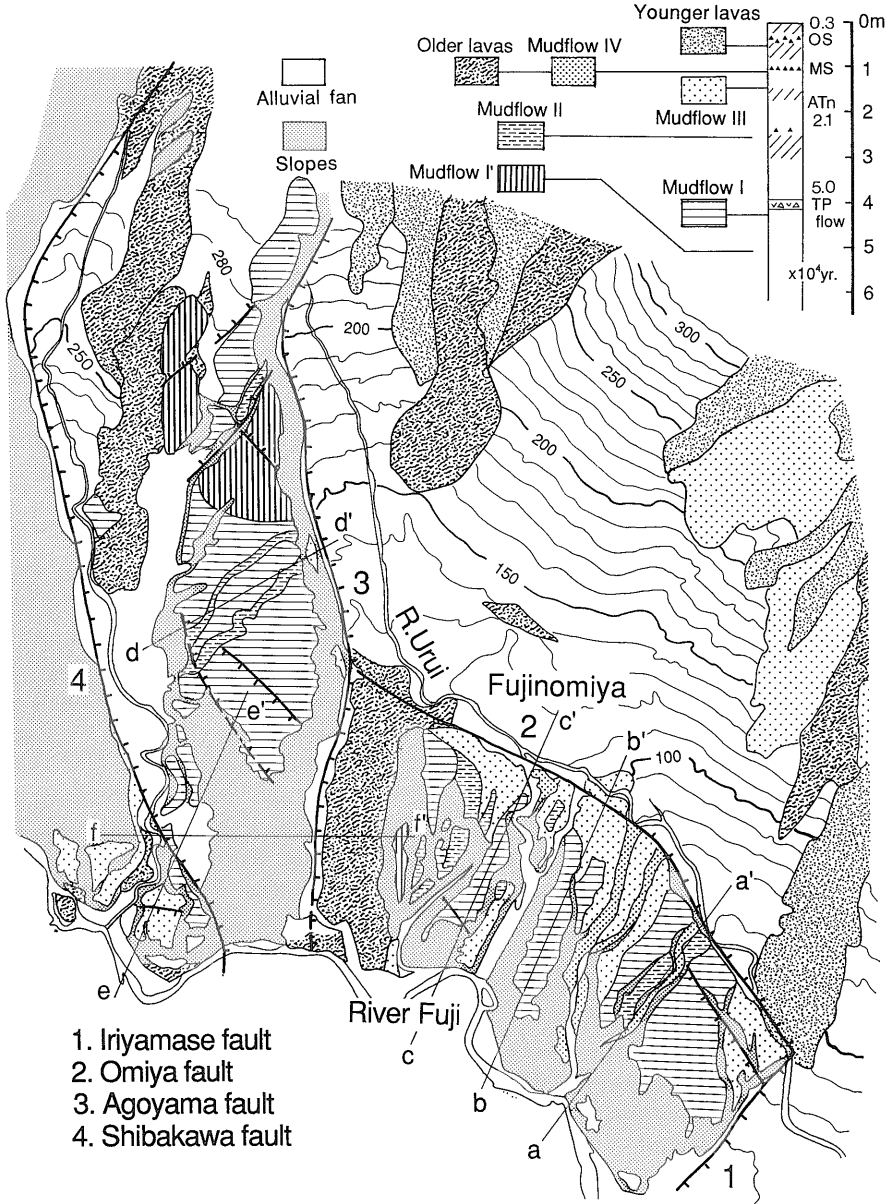 Younger lavas
Older lavas
Mudflow IV
Alluvial fan
Mudflow II
Mudflow III
Slopes
Mudflow I'
Mudflow I
0.3
OS
MS
ATn
2.1
5.0
TP
flow
x10⁴yr.
0m
1
2
3
4
5
6
280
250
200
300
250
200
150
100
d'
3
R.Urui
d
4
e'
Fujinomiya
2
c'
b'
f
f'
a'
e
River Fuji
c
b
a
1
1. Iriyamase fault
2. Omiya fault
3. Agoyama fault
4. Shibakawa fault